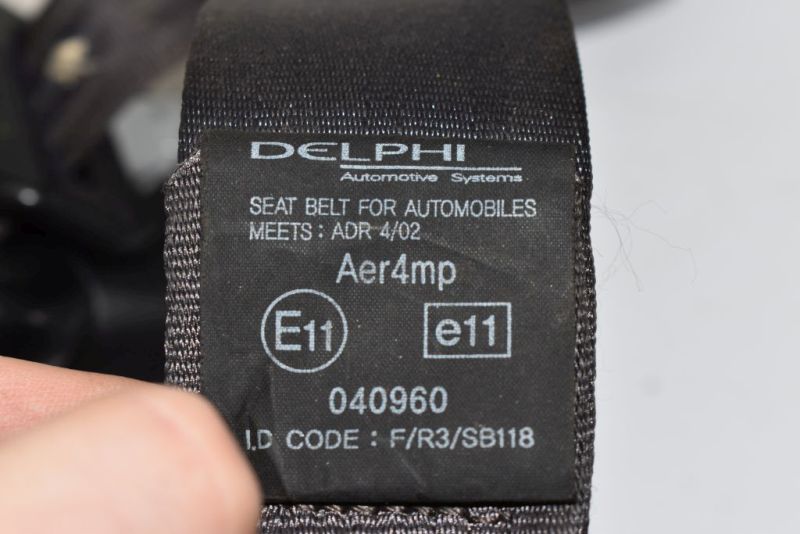 DELPHI
Automotive Systems
SEAT BELT FOR AUTOMOBILES
MEETS: ADR 4/02
Aer4mp
E11 e11
040960
I.D CODE : F/R3/SB118